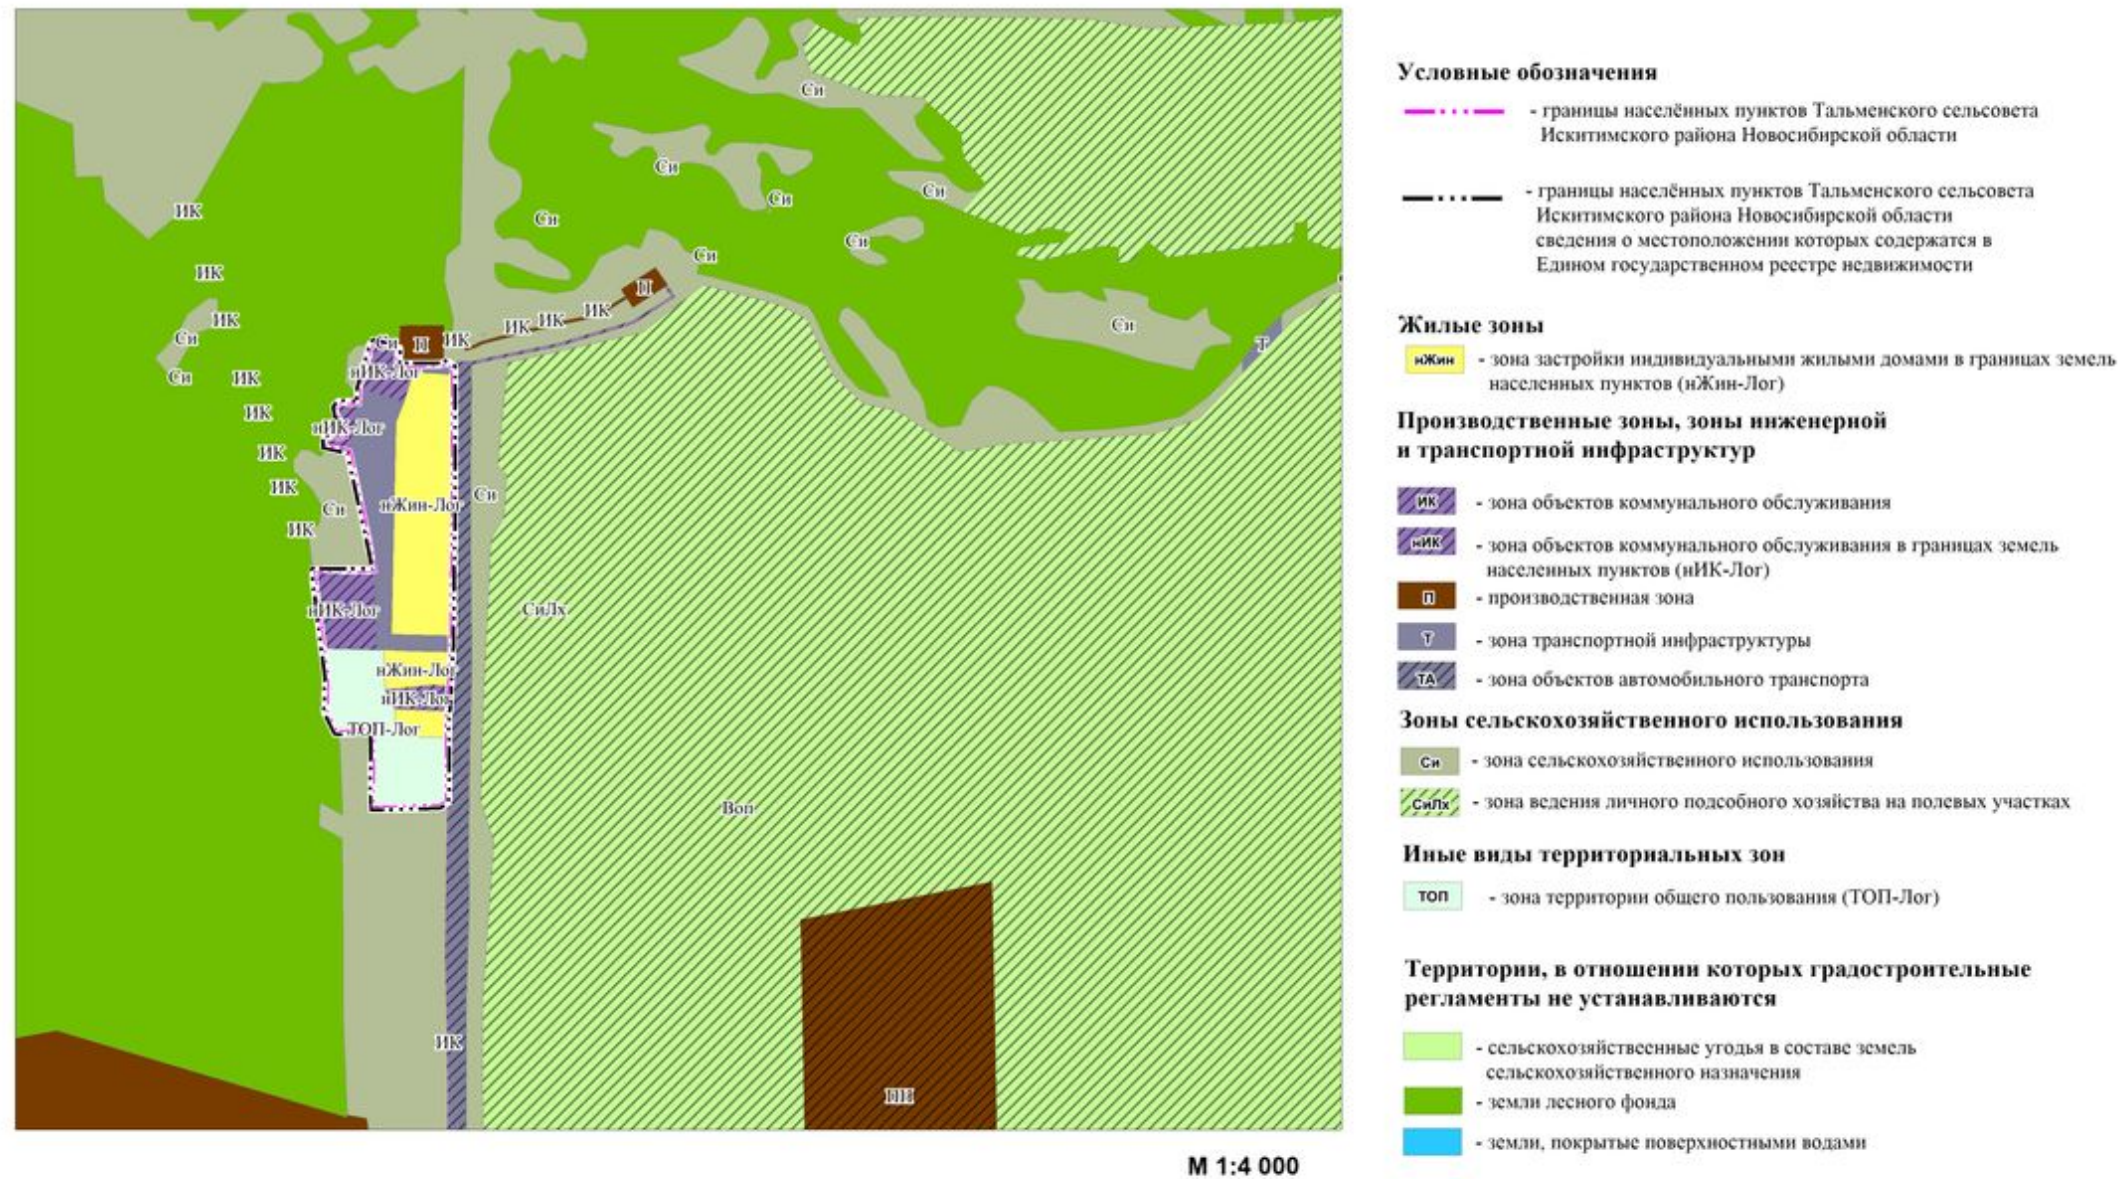 Си
Си
Си
Си
Си
ИК
Си
Си
Си
ИК
П
ИК
ИК
ИК
ИК
Си
Си
Си
П
ИК
Си
Т
нИК-Лог
Си
ИК
ИК
нИК-Лог
ИК
ИК
Си
нЖин-Лог
Си
ИК
нИК-Лог
СиЛх
нЖин-Лог
нИК-Лог
ТОП-Лог
Воп
ИК
ПИ
М 1:4 000
Условные обозначения
- границы населённых пунктов Тальменского сельсовета
Искитимского района Новосибирской области
- границы населённых пунктов Тальменского сельсовета
Искитимского района Новосибирской области
сведения о местоположении которых содержатся в
Едином государственном реестре недвижимости
Жилые зоны
нЖин - зона застройки индивидуальными жилыми домами в границах земель
населенных пунктов (нЖин-Лог)
Производственные зоны, зоны инженерной
и транспортной инфраструктур
ИК - зона объектов коммунального обслуживания
нИК - зона объектов коммунального обслуживания в границах земель
населенных пунктов (нИК-Лог)
П - производственная зона
Т - зона транспортной инфраструктуры
ТА - зона объектов автомобильного транспорта
Зоны сельскохозяйственного использования
Си - зона сельскохозяйственного использования
СиЛх - зона ведения личного подсобного хозяйства на полевых участках
Иные виды территориальных зон
ТОП - зона территории общего пользования (ТОП-Лог)
Территории, в отношении которых градостроительные
регламенты не устанавливаются
- сельскохозяйствеенные угодья в составе земель
сельскохозяйственного назначения
- земли лесного фонда
- земли, покрытые поверхностными водами